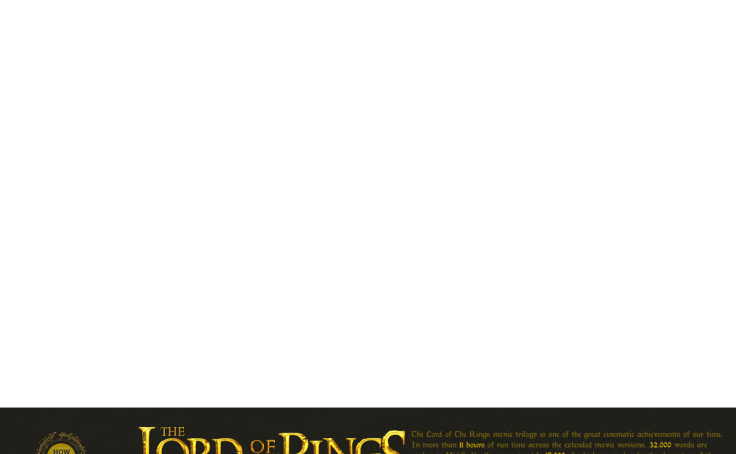 THE
LORD OF RINGS
HOW
The Lord of The Rings movie trilogy is one of the great cinematic achievements of our time.
In more than 11 hours of run time across the extended movie versions, 32,000 words are